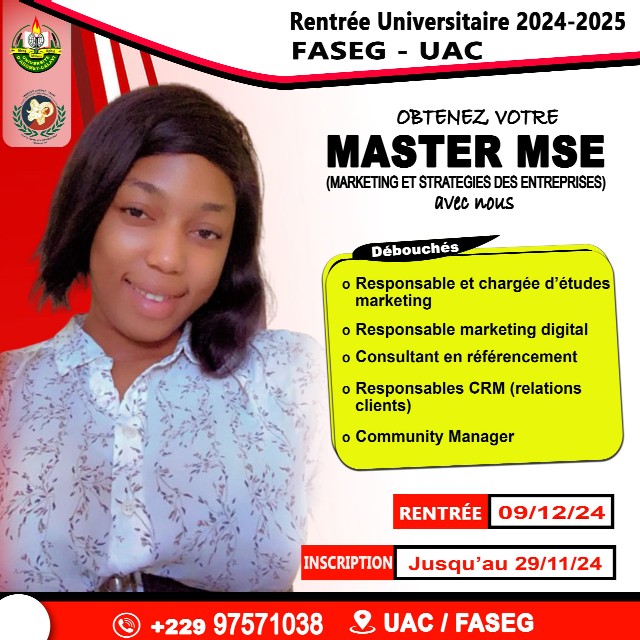 Rentrée Universitaire 2024-2025
FASEG - UAC
OBTENEZ VOTRE
MASTER MSE
(MARKETING ET STRATEGIES DES ENTREPRISES)
avec nous
Débouchés
o Responsable et chargée d'études
marketing
o Responsable marketing digital
o Consultant en référencement
o Responsables CRM (relations
clients)
o Community Manager
RENTRÉE 09/12/24
INSCRIPTION Jusqu'au 29/11/24
+229 97571038 UAC / FASEG